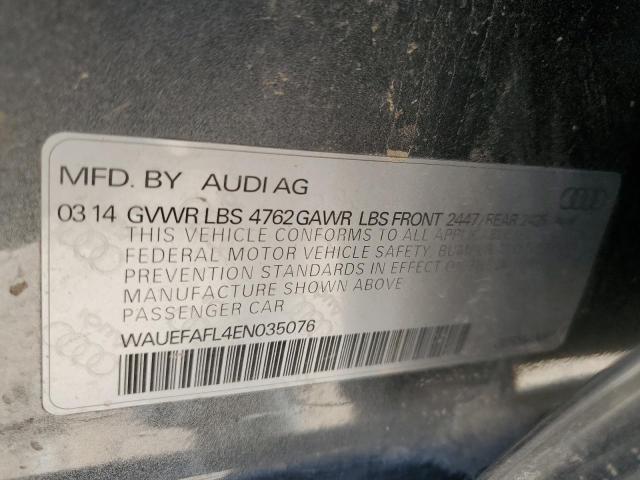 MFD. BY AUDI AG
03 14 GVWR LBS 4762 GAWR LBS FRONT 2447 / REAR
THIS VEHICLE CONFORMS TO ALL
FEDERAL MOTOR VEHICLE SAFETY,
PREVENTION STANDARDS IN EFFECT
MANUFACTURE SHOWN ABOVE
PASSENGER CAR
WAUEFAFL4EN035076